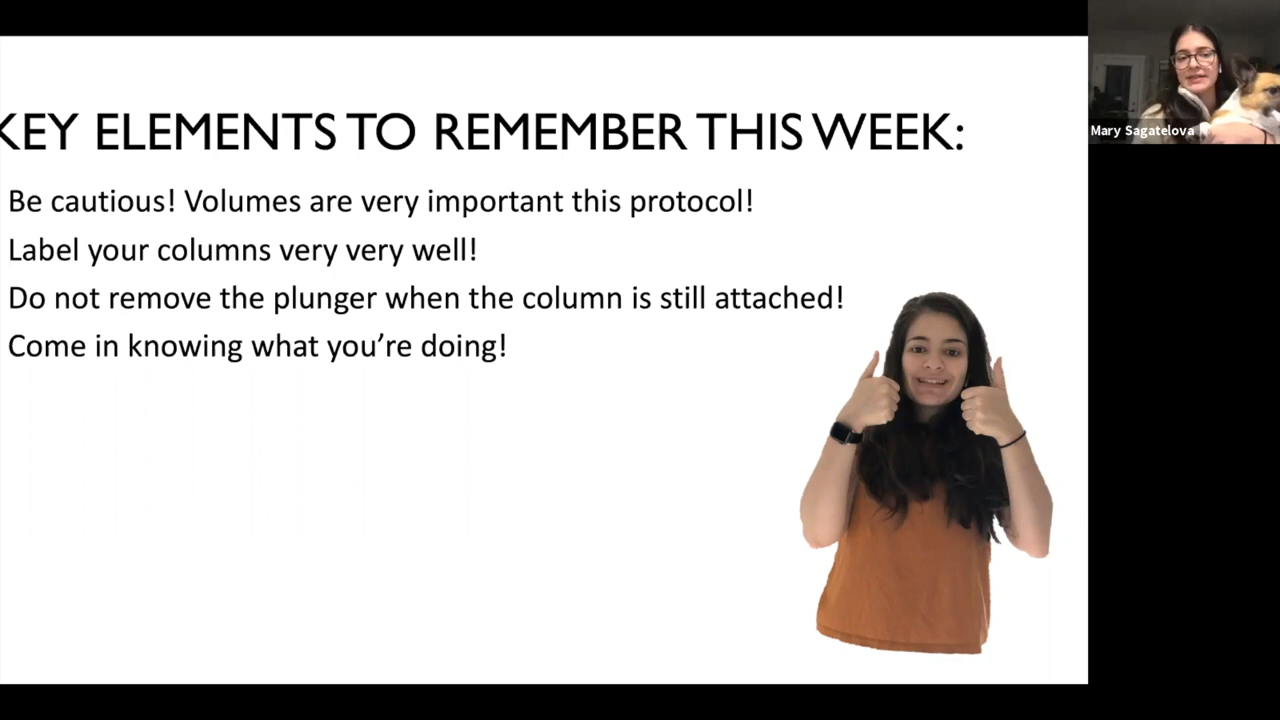 KEY ELEMENTS TO REMEMBER THIS WEEK:
Be cautious! Volumes are very important this protocol!
Label your columns very very well!
Do not remove the plunger when the column is still attached!
Come in knowing what you’re doing!
Mary Sagatelova